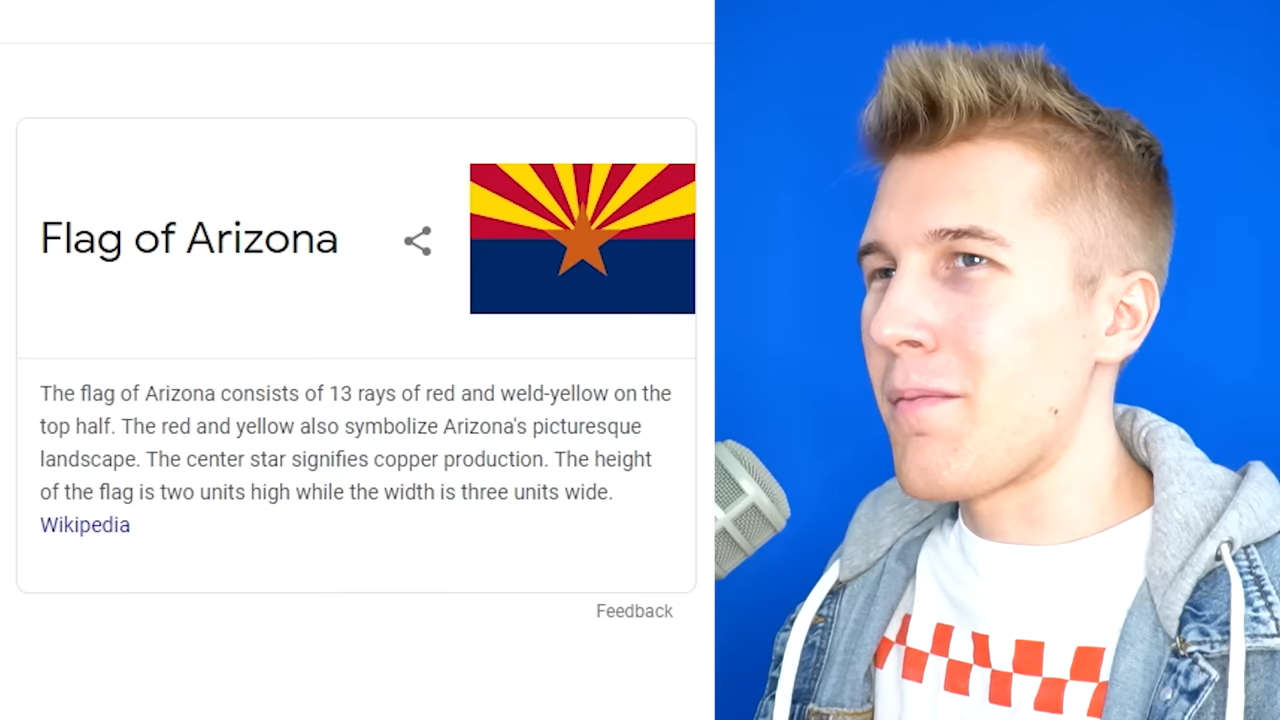 Flag of Arizona
The flag of Arizona consists of 13 rays of red and weld-yellow on the
top half. The red and yellow also symbolize Arizona's picturesque
landscape. The center star signifies copper production. The height
of the flag is two units high while the width is three units wide.
Wikipedia
Feedback